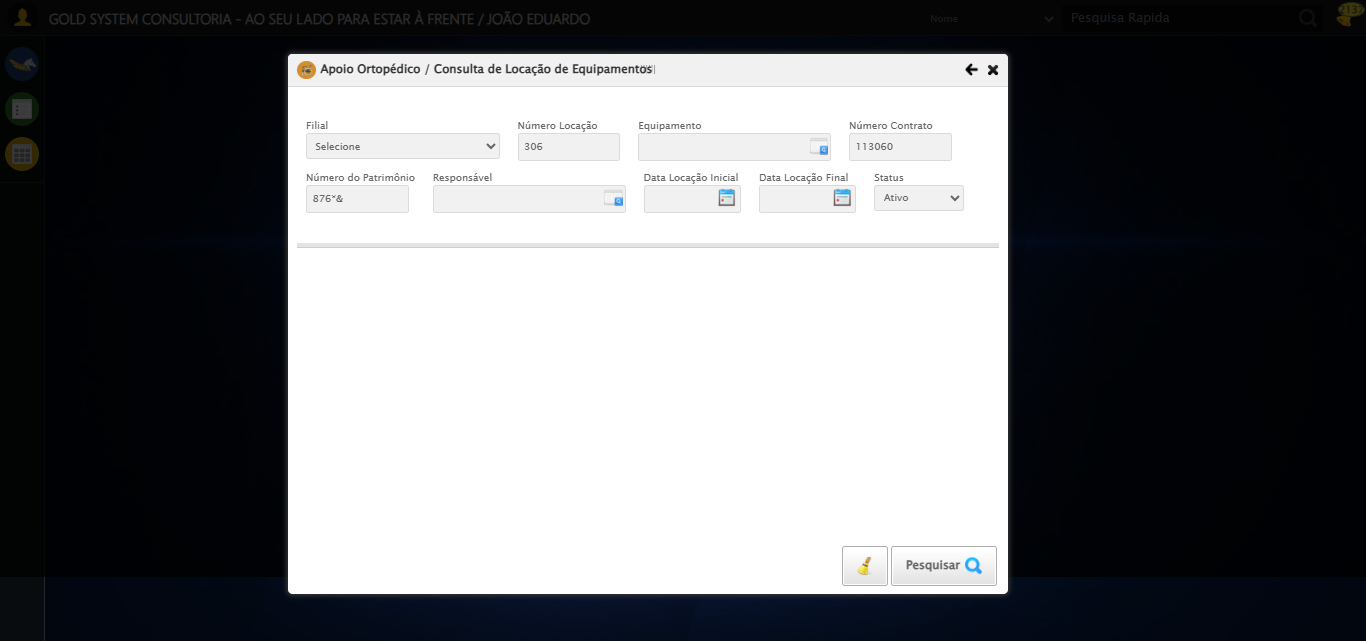 GOLD SYSTEM CONSULTORIA - AO SEU LADO PARA ESTAR À FRENTE / JOÃO EDUARDO
Nome
Pesquisa Rapida
Apoio Ortopédico / Consulta de Locação de Equipamentos
Filial
Número Locação
Equipamento
Número Contrato
Selecione
306
113060
Número do Patrimônio
Responsável
Data Locação Inicial
Data Locação Final
Status
876*&
Ativo
Pesquisar